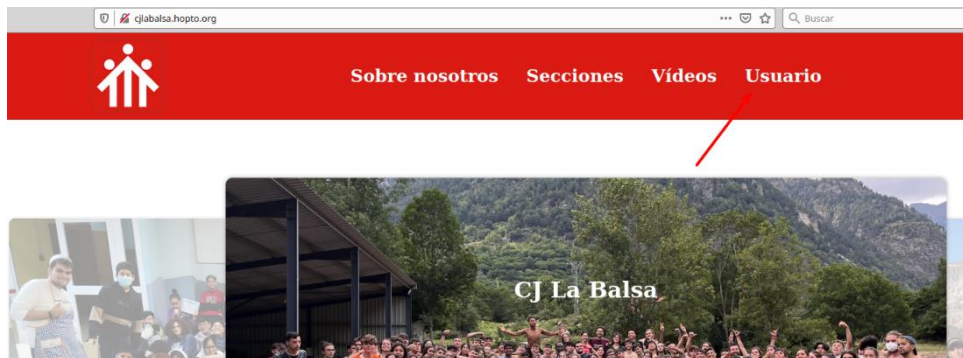 cjlabalsa.hopto.org
Buscar
Sobre nosotros Secciones Vídeos Usuario
CJ La Balsa